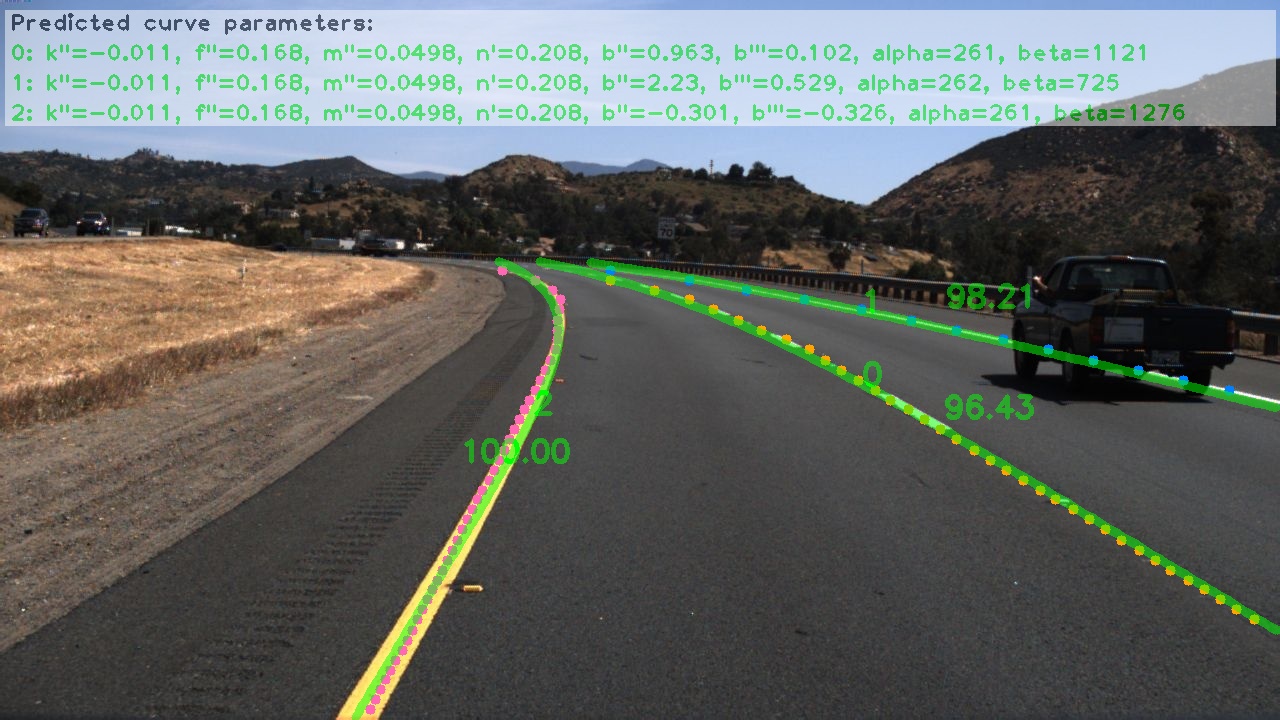 Predicted curve parameters:
0: k''=-0.011, f''=0.168, m''=0.0498, n'=0.208, b''=0.963, b'''=0.102, alpha=261, beta=1121
1: k''=-0.011, f''=0.168, m''=0.0498, n'=0.208, b''=2.23, b'''=0.529, alpha=262, beta=725
2: k''=-0.011, f''=0.168, m''=0.0498, n'=0.208, b''=-0.301, b'''=-0.326, alpha=261, beta=1276
70
1 98.21
0
96.43
2
100.00